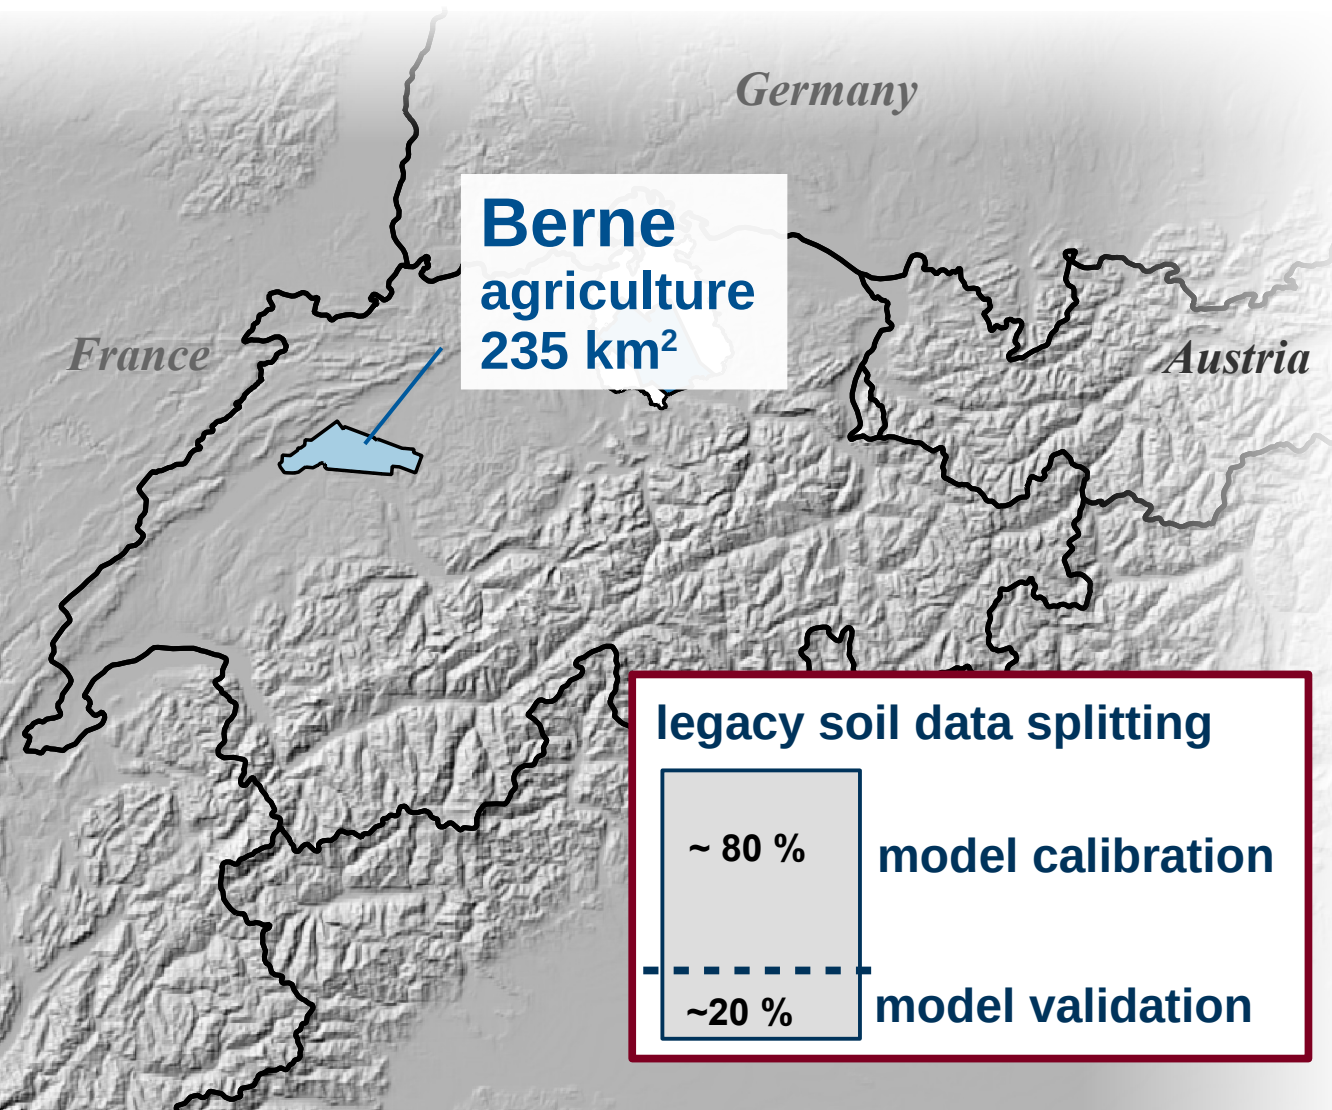 Germany
Berne
agriculture
235 km²
France
Austria
legacy soil data splitting
~ 80 %
model calibration
~20 %
model validation